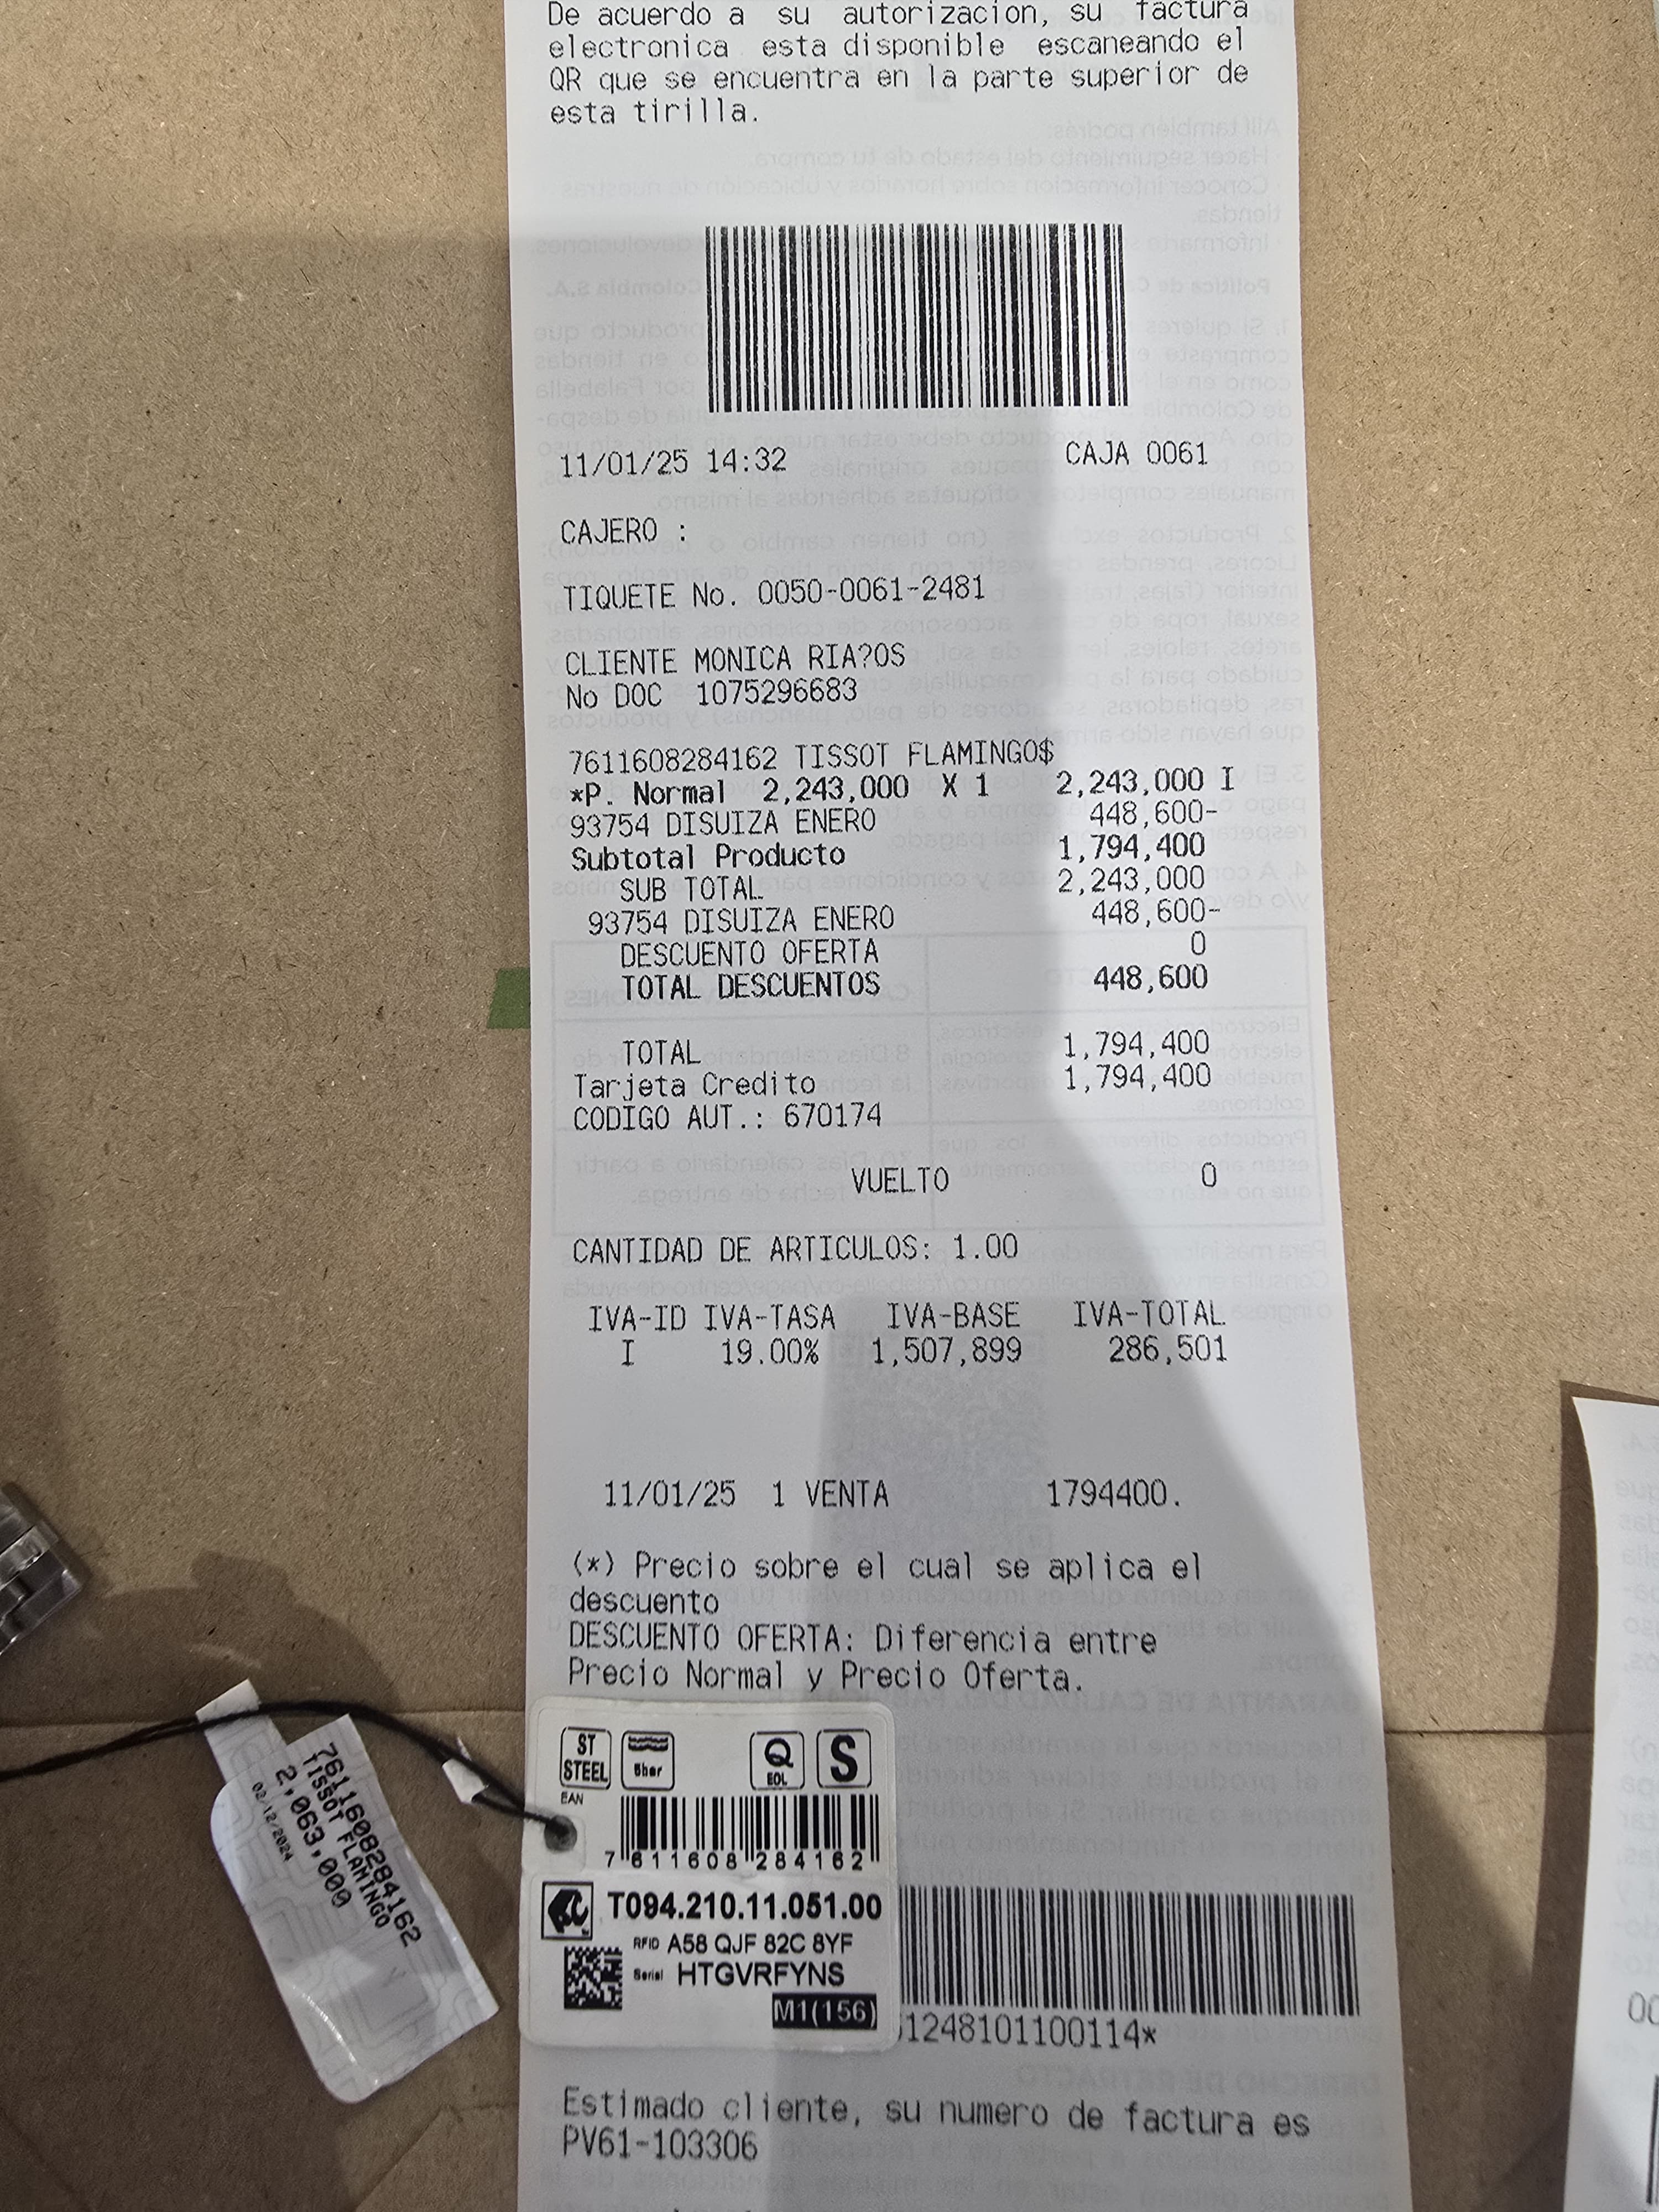 De acuerdo a su autorizacion, su factura
electronica esta disponible escaneando el
QR que se encuentra en la parte superior de
esta tirilla.
11/01/25 14:32 CAJA 0061
CAJERO :
TIQUETE No. 0050-0061-2481
CLIENTE MONICA RIA?OS
No DOC 1075296683
7611608284162 TISSOT FLAMINGO$
*P. Normal 2,243,000 X 1 2,243,000 I
93754 DISUIZA ENERO 448,600-
Subtotal Producto 1,794,400
SUB TOTAL 2,243,000
93754 DISUIZA ENERO 448,600-
DESCUENTO OFERTA 0
TOTAL DESCUENTOS 448,600
TOTAL 1,794,400
Tarjeta Credito 1,794,400
CODIGO AUT.: 670174
VUELTO 0
CANTIDAD DE ARTICULOS: 1.00
IVA-ID IVA-TASA IVA-BASE IVA-TOTAL
I 19.00% 1,507,899 286,501
11/01/25 1 VENTA 1794400.
(*) Precio sobre el cual se aplica el
descuento
DESCUENTO OFERTA: Diferencia entre
Precio Normal y Precio Oferta.
ST STEEL 5bar Q EOL S
EAN
7 611608 284162
T094.210.11.051.00
RFID A58 QJF 82C 8YF
Serial HTGVRFYNS
M1(156)
1248101100114*
7611608284162
TISSOT FLAMINGO
2,063,000
02/12/2024
Estimado cliente, su numero de factura es
PV61-103306